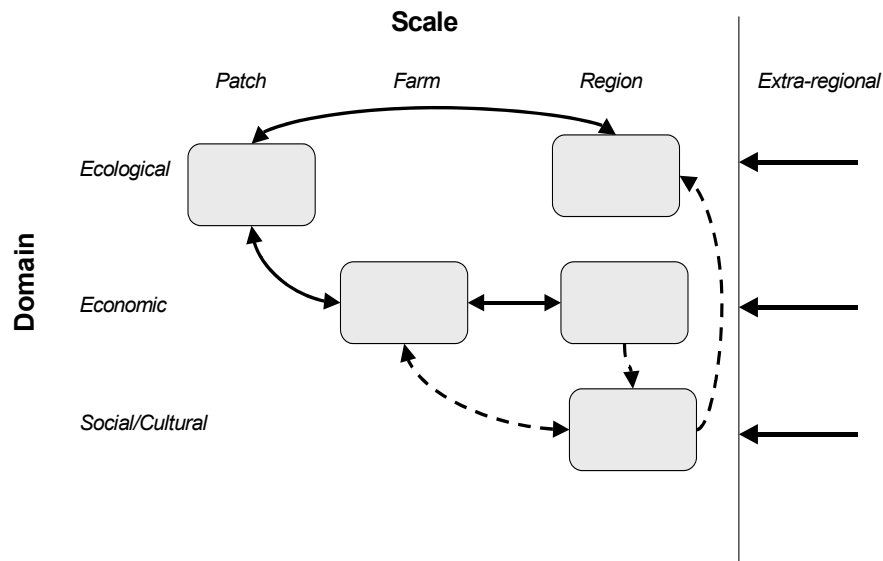 Scale
Patch Farm Region Extra-regional
Ecological
Domain
Economic
Social/Cultural